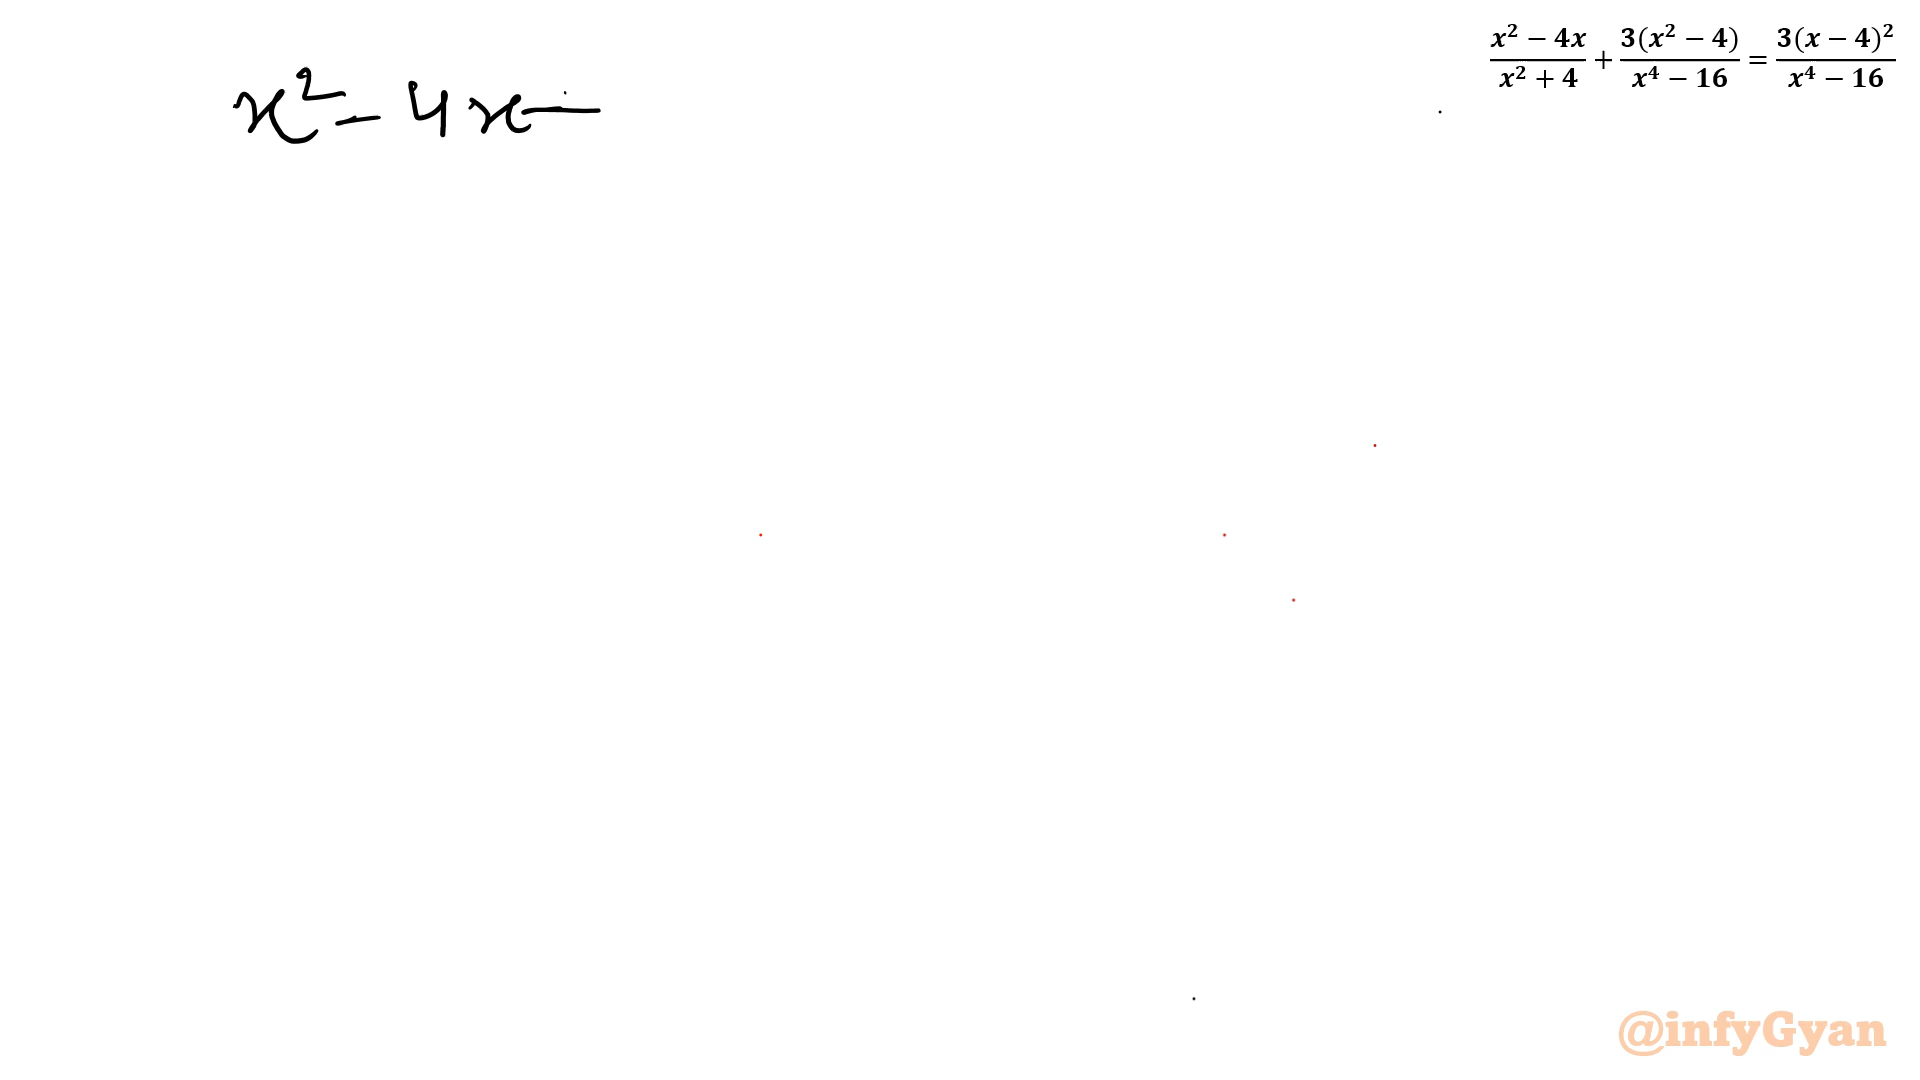 x² - 4x -
(x² - 4x)/(x² + 4) + 3(x² - 4)/(x⁴ - 16) = 3(x - 4)²/(x⁴ - 16)
@infyGyan